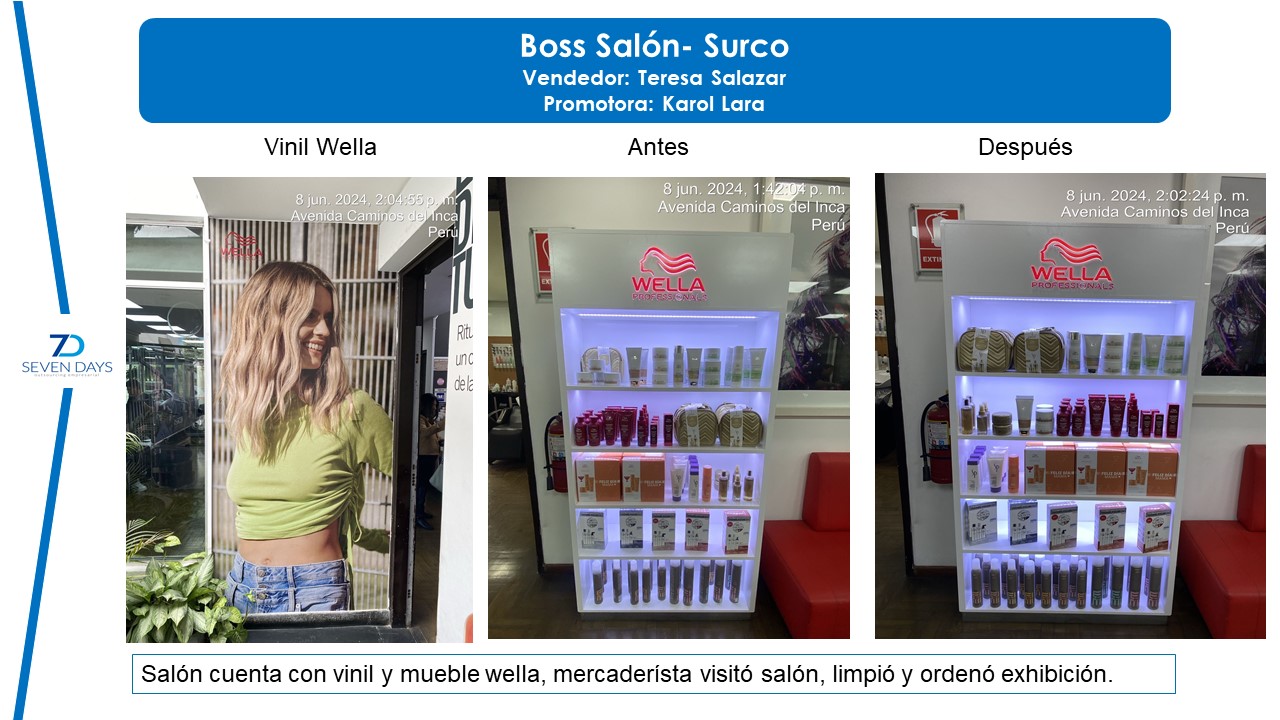 Boss Salón- Surco
Vendedor: Teresa Salazar
Promotora: Karol Lara
Vinil Wella
Antes
Después
8 jun. 2024, 2:04:55 p. m.
Avenida Caminos del Inca
Perú
WELLA
Ritu
un c
de la
8 jun. 2024, 1:42:04 p. m.
Avenida Caminos del Inca
Perú
WELLA
PROFESSIONALS
8 jun. 2024, 2:02:24 p. m.
Avenida Caminos del Inca
Perú
EXTIN
WELLA
PROFESSIONALS
7D
SEVEN DAYS
Salón cuenta con vinil y mueble wella, mercaderísta visitó salón, limpió y ordenó exhibición.